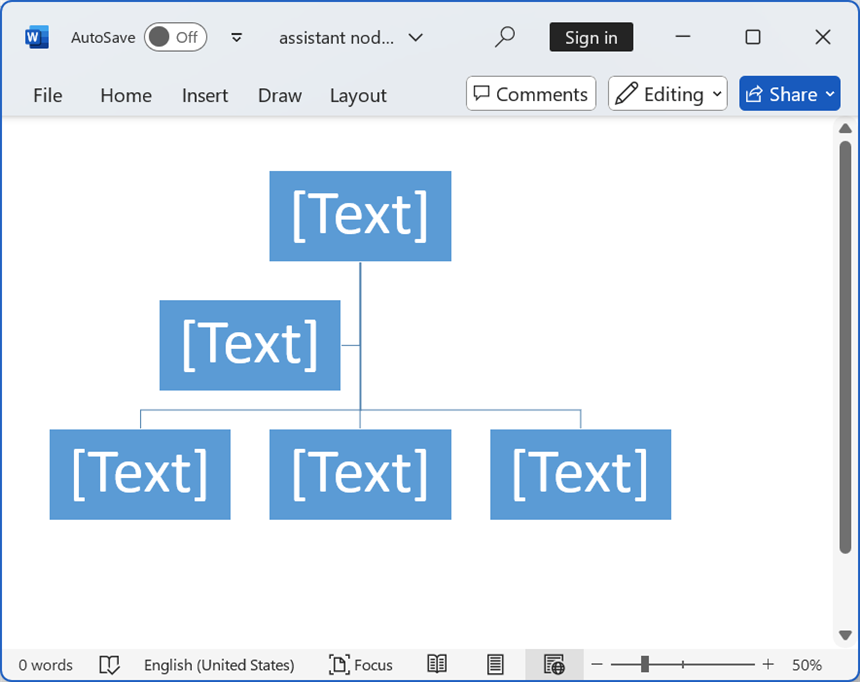 W AutoSave Off assistant nod... Sign in
File Home Insert Draw Layout Comments Editing Share
[Text]
[Text]
[Text] [Text] [Text]
0 words English (United States) Focus 50%